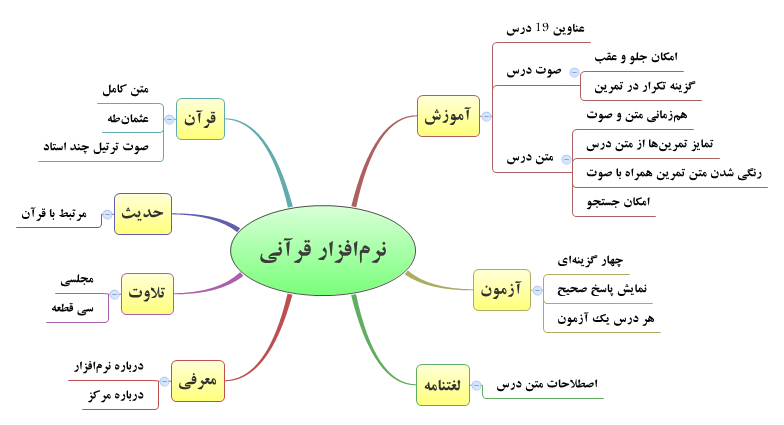 نرم‌افزار قرآنی
آموزش
عناوین 19 درس
صوت درس
امکان جلو و عقب
گزینه تکرار در تمرین
متن درس
هم‌زمانی متن و صوت
تمایز تمرین‌ها از متن درس
رنگی شدن متن تمرین همراه با صوت
امکان جستجو
آزمون
چهار گزینه‌ای
نمایش پاسخ صحیح
هر درس یک آزمون
لغتنامه
اصطلاحات متن درس
قرآن
متن کامل
عثمان‌طه
صوت ترتیل چند استاد
حدیث
مرتبط با قرآن
تلاوت
مجلسی
سی قطعه
معرفی
درباره نرم‌افزار
درباره مرکز